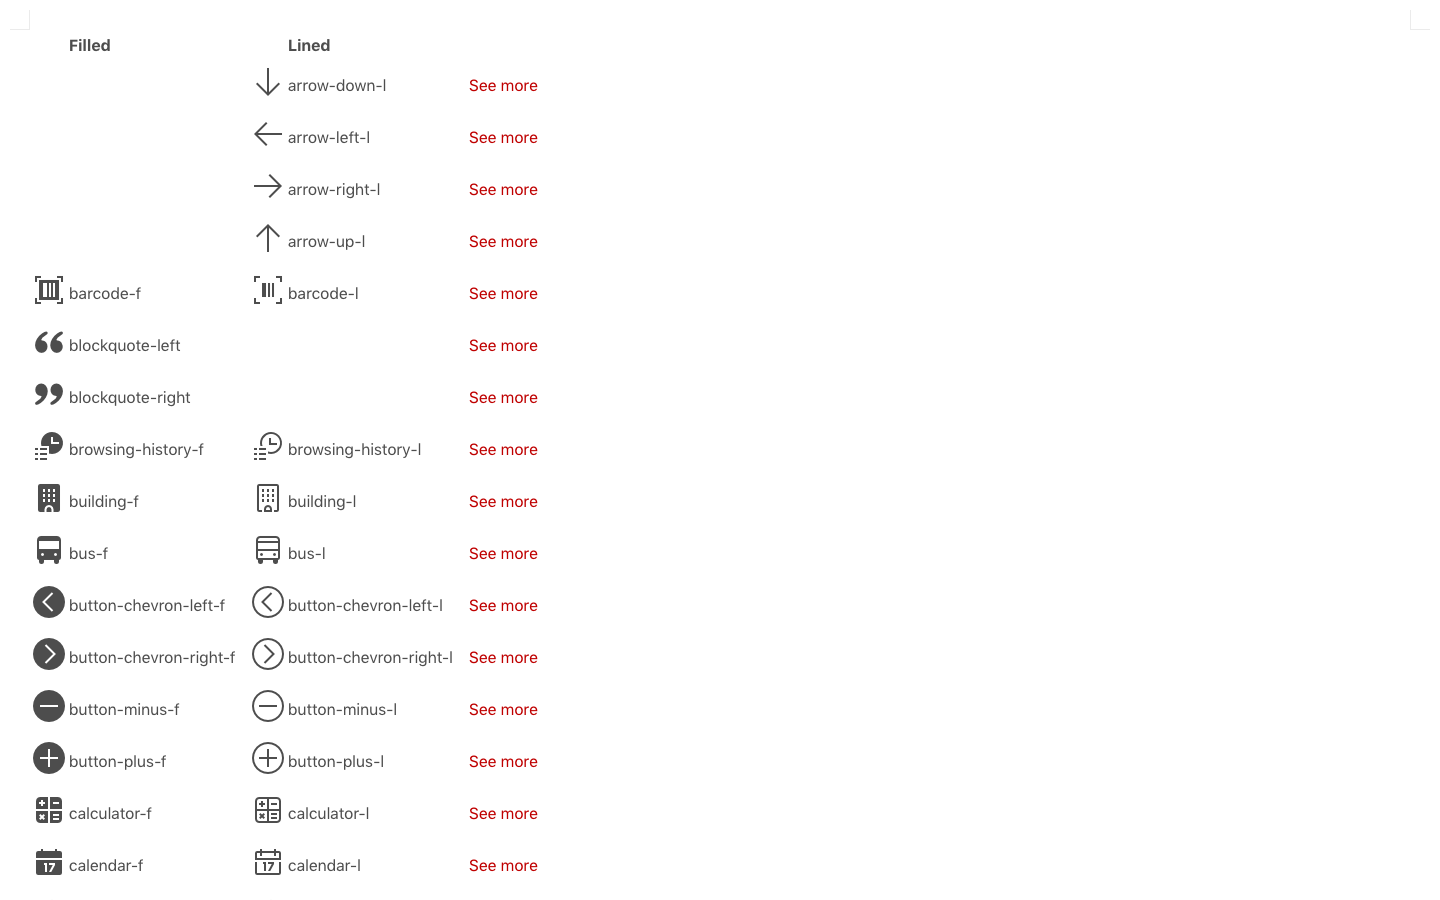 Filled Lined
arrow-down-l See more
arrow-left-l See more
arrow-right-l See more
arrow-up-l See more
barcode-f barcode-l See more
blockquote-left See more
blockquote-right See more
browsing-history-f browsing-history-l See more
building-f building-l See more
bus-f bus-l See more
button-chevron-left-f button-chevron-left-l See more
button-chevron-right-f button-chevron-right-l See more
button-minus-f button-minus-l See more
button-plus-f button-plus-l See more
calculator-f calculator-l See more
17 calendar-f 17 calendar-l See more